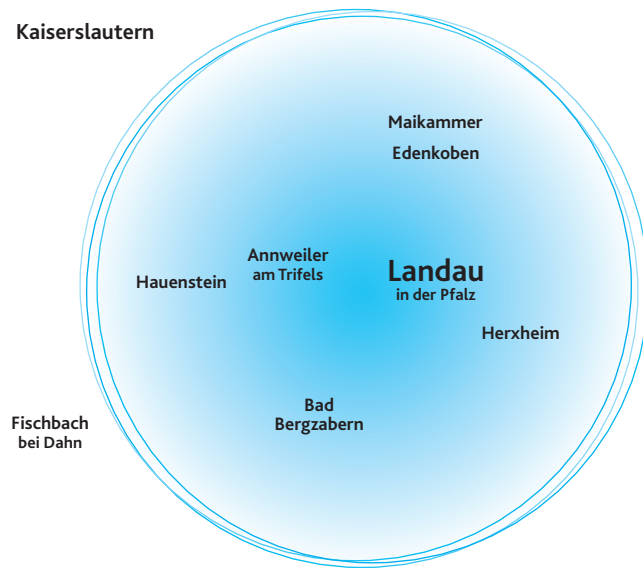 Kaiserslautern
Maikammer
Edenkoben
Annweiler
am Trifels
Landau
in der Pfalz
Hauenstein
Herxheim
Bad
Bergzabern
Fischbach
bei Dahn